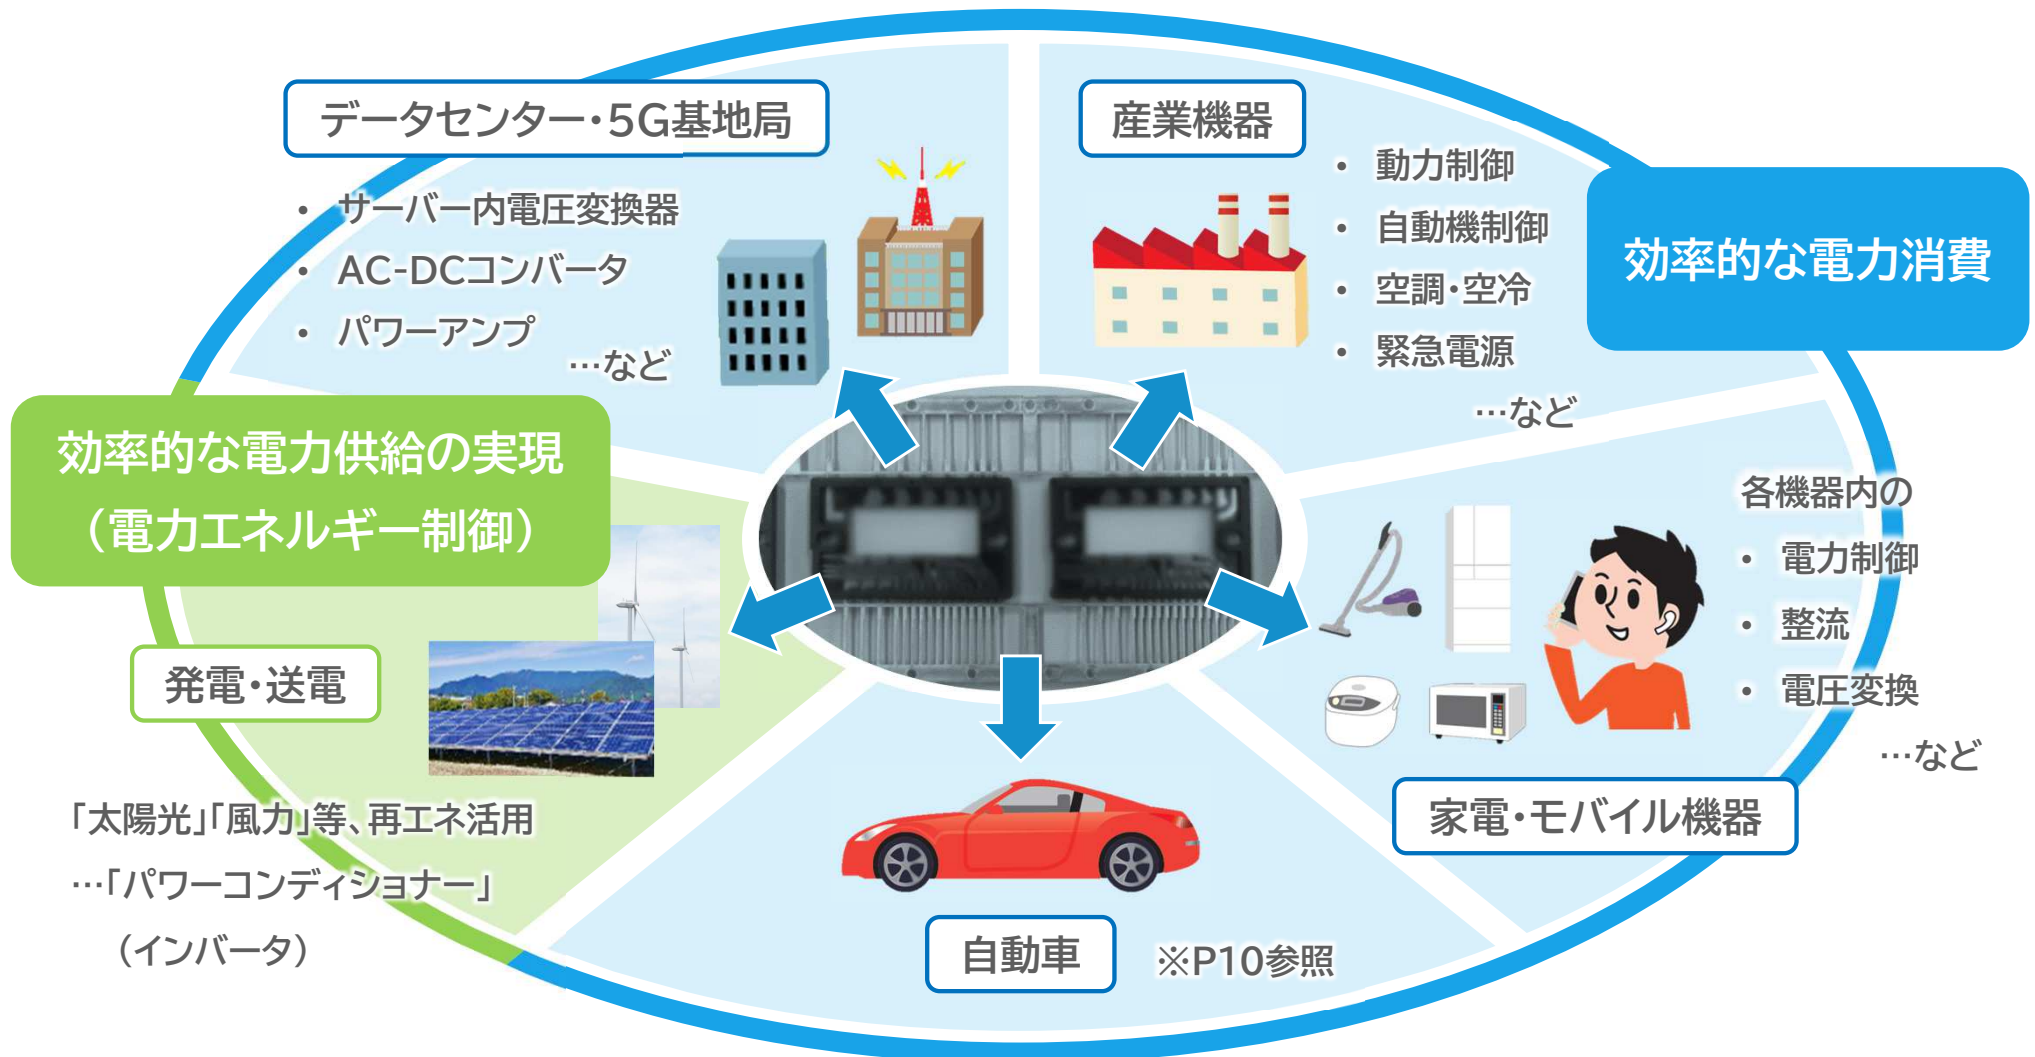 データセンター・5G基地局
• サーバー内電圧変換器
• AC-DCコンバータ
• パワーアンプ
…など
産業機器
• 動力制御
• 自動機制御
• 空調・空冷
• 緊急電源
…など
効率的な電力消費
効率的な電力供給の実現
（電力エネルギー制御）
発電・送電
「太陽光」「風力」等、再エネ活用
…「パワーコンディショナー」
（インバータ）
各機器内の
• 電力制御
• 整流
• 電圧変換
…など
家電・モバイル機器
自動車
※P10参照